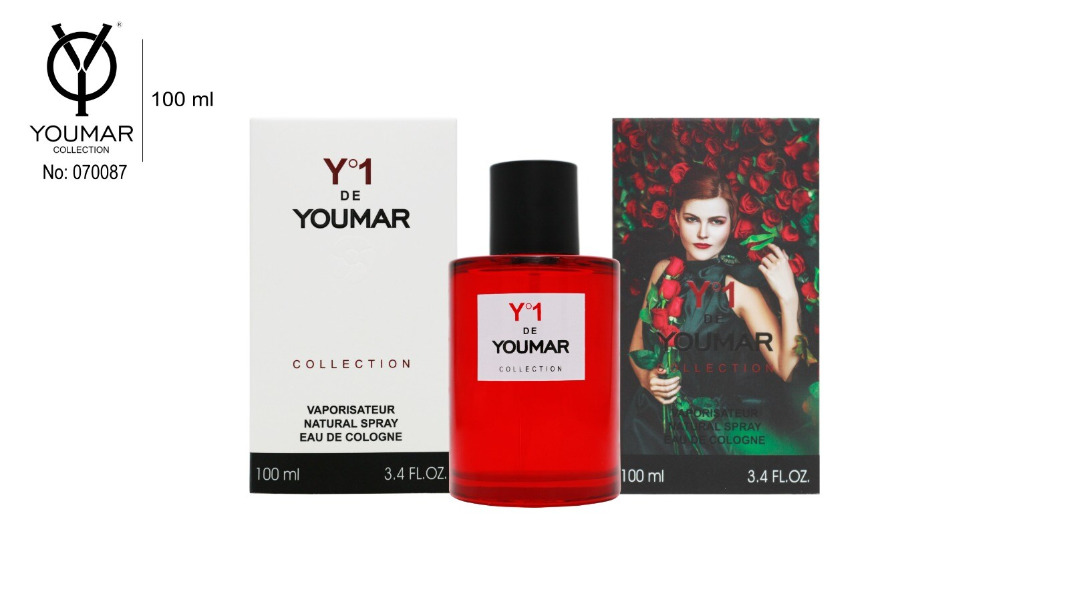 ®
YOUMAR
COLLECTION
No: 070087
100 ml
Y°1
DE
YOUMAR
COLLECTION
VAPORISATEUR
NATURAL SPRAY
EAU DE COLOGNE
100 ml 3.4 FL.OZ.
Y°1
DE
YOUMAR
COLLECTION
Y°1
DE
YOUMAR
COLLECTION
VAPORISATEUR
NATURAL SPRAY
EAU DE COLOGNE
100 ml 3.4 FL.OZ.